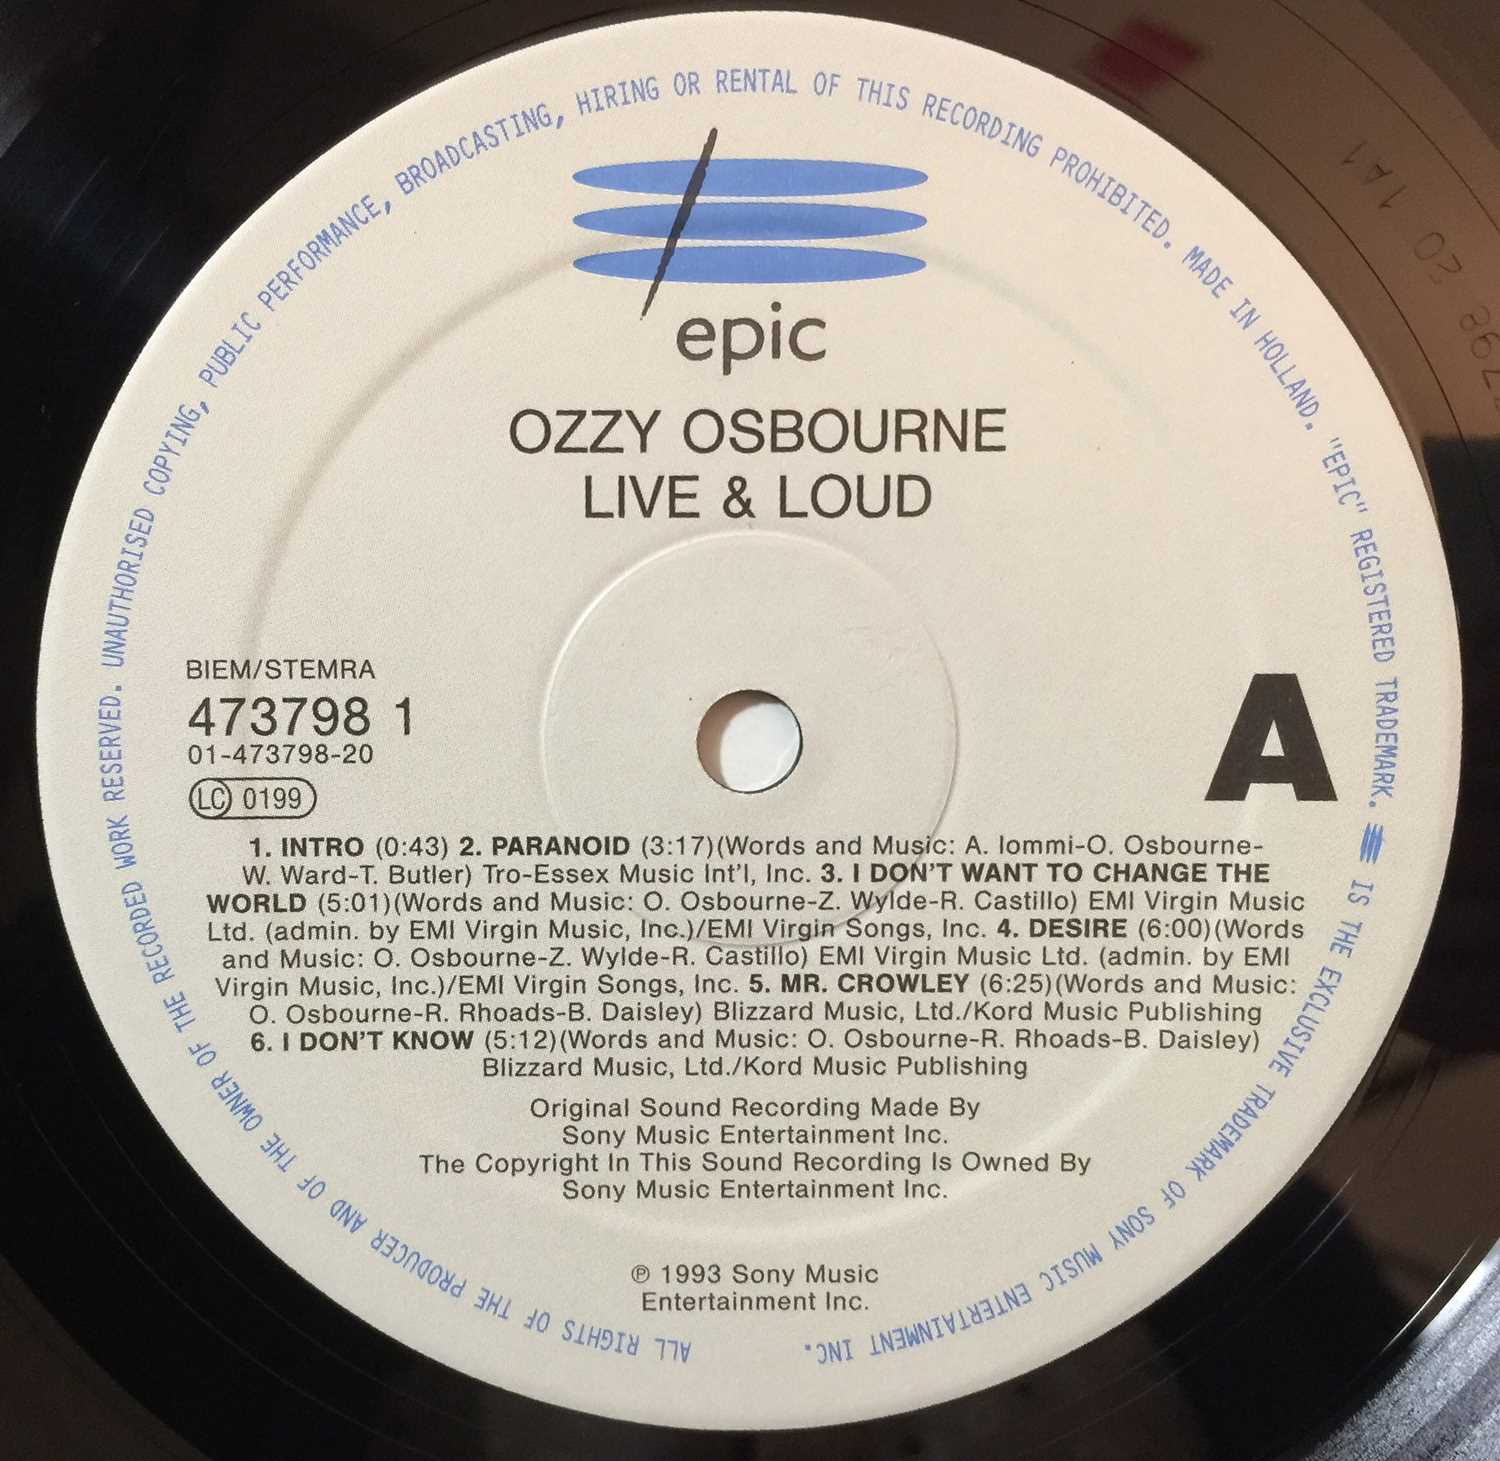 ALL RIGHTS OF THE PRODUCER AND OF THE OWNER OF THE RECORDED WORK RESERVED. UNAUTHORISED COPYING, PUBLIC PERFORMANCE, BROADCASTING, HIRING OR RENTAL OF THIS RECORDING PROHIBITED. MADE IN HOLLAND. "EPIC" REGISTERED TRADEMARK. IS THE EXCLUSIVE TRADEMARK OF SONY MUSIC ENTERTAINMENT INC.
epic
OZZY OSBOURNE
LIVE & LOUD
BIEM/STEMRA
473798 1
01-473798-20
LC 0199
A
1. INTRO (0:43) 2. PARANOID (3:17)(Words and Music: A. Iommi-O. Osbourne-
W. Ward-T. Butler) Tro-Essex Music Int'l, Inc. 3. I DON'T WANT TO CHANGE THE
WORLD (5:01)(Words and Music: O. Osbourne-Z. Wylde-R. Castillo) EMI Virgin Music
Ltd. (admin. by EMI Virgin Music, Inc.)/EMI Virgin Songs, Inc. 4. DESIRE (6:00)(Words
and Music: O. Osbourne-Z. Wylde-R. Castillo) EMI Virgin Music Ltd. (admin. by EMI
Virgin Music, Inc.)/EMI Virgin Songs, Inc. 5. MR. CROWLEY (6:25)(Words and Music:
O. Osbourne-R. Rhoads-B. Daisley) Blizzard Music, Ltd./Kord Music Publishing
6. I DON'T KNOW (5:12)(Words and Music: O. Osbourne-R. Rhoads-B. Daisley)
Blizzard Music, Ltd./Kord Music Publishing
Original Sound Recording Made By
Sony Music Entertainment Inc.
The Copyright In This Sound Recording Is Owned By
Sony Music Entertainment Inc.
℗ 1993 Sony Music
Entertainment Inc.
20 1A1